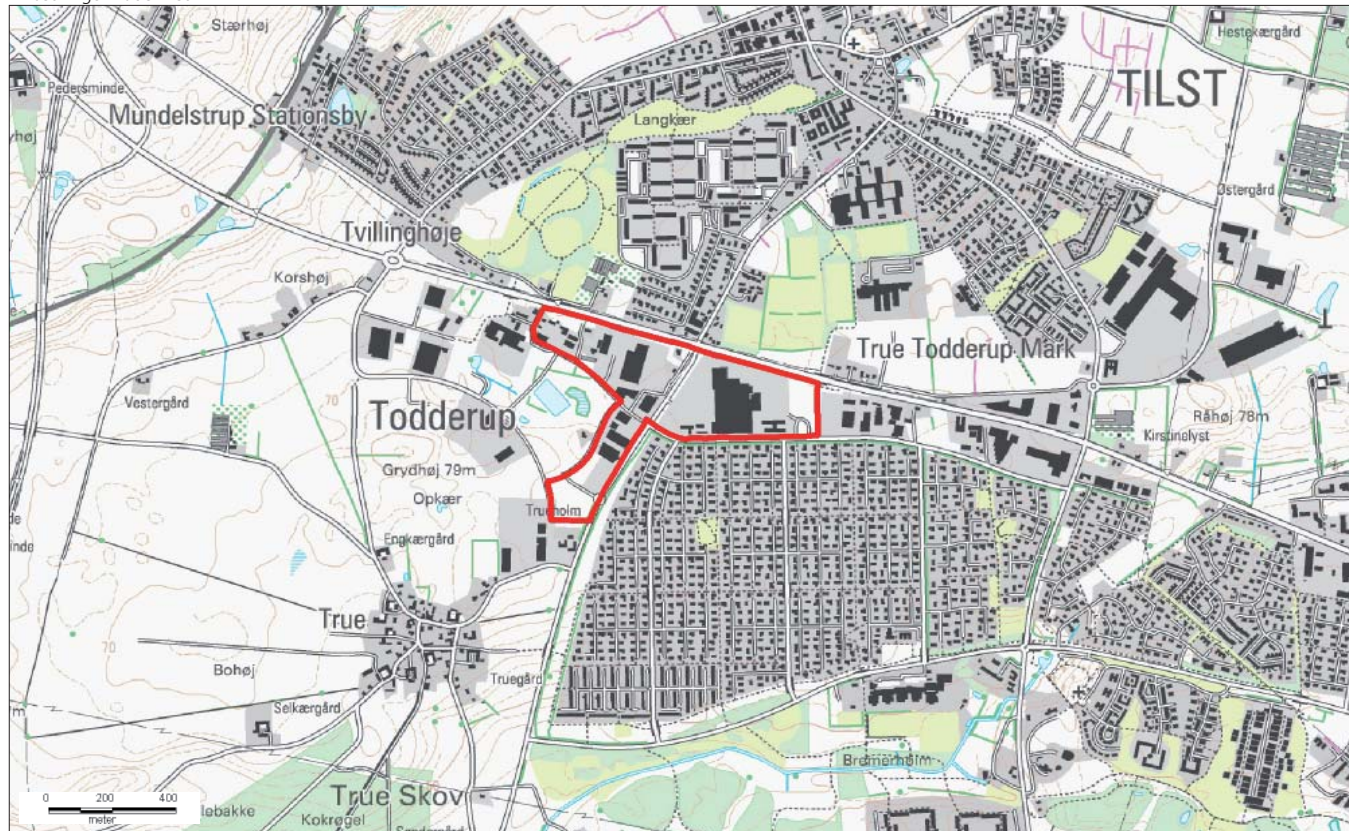 Stærhøj
Hestekærgård
Pedersminde
TILST
Mundelstrup Stationsby
Langkær
Østergård
Tvillinghøje
Korshøj
True Todderup Mark
Vestergård
70
Todderup
Råhøj 78m
Kirstinelyst
Grydhøj 79m
Opkær
Trueholm
Engkærgård
True
70
Bohøj
Truegård
Selkærgård
Bremerholm
0 200 400
meter
True Skov
Kokrøgel